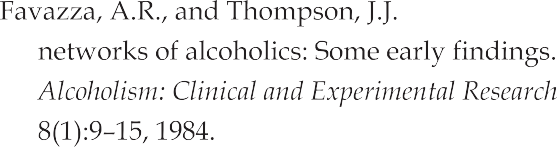 Favazza, A.R., and Thompson, J.J.
networks of alcoholics: Some early findings.
Alcoholism: Clinical and Experimental Research
8(1):9–15, 1984.